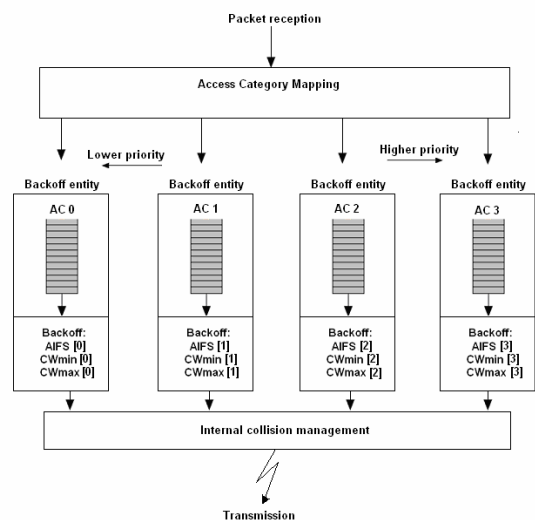 Packet reception
Access Category Mapping
Lower priority
Higher priority
Backoff entity
Backoff entity
Backoff entity
Backoff entity
AC 0
AC 1
AC 2
AC 3
Backoff:
AIFS [0]
CWmin [0]
CWmax [0]
Backoff:
AIFS [1]
CWmin [1]
CWmax [1]
Backoff:
AIFS [2]
CWmin [2]
CWmax [2]
Backoff:
AIFS [3]
CWmin [3]
CWmax [3]
Internal collision management
Transmission